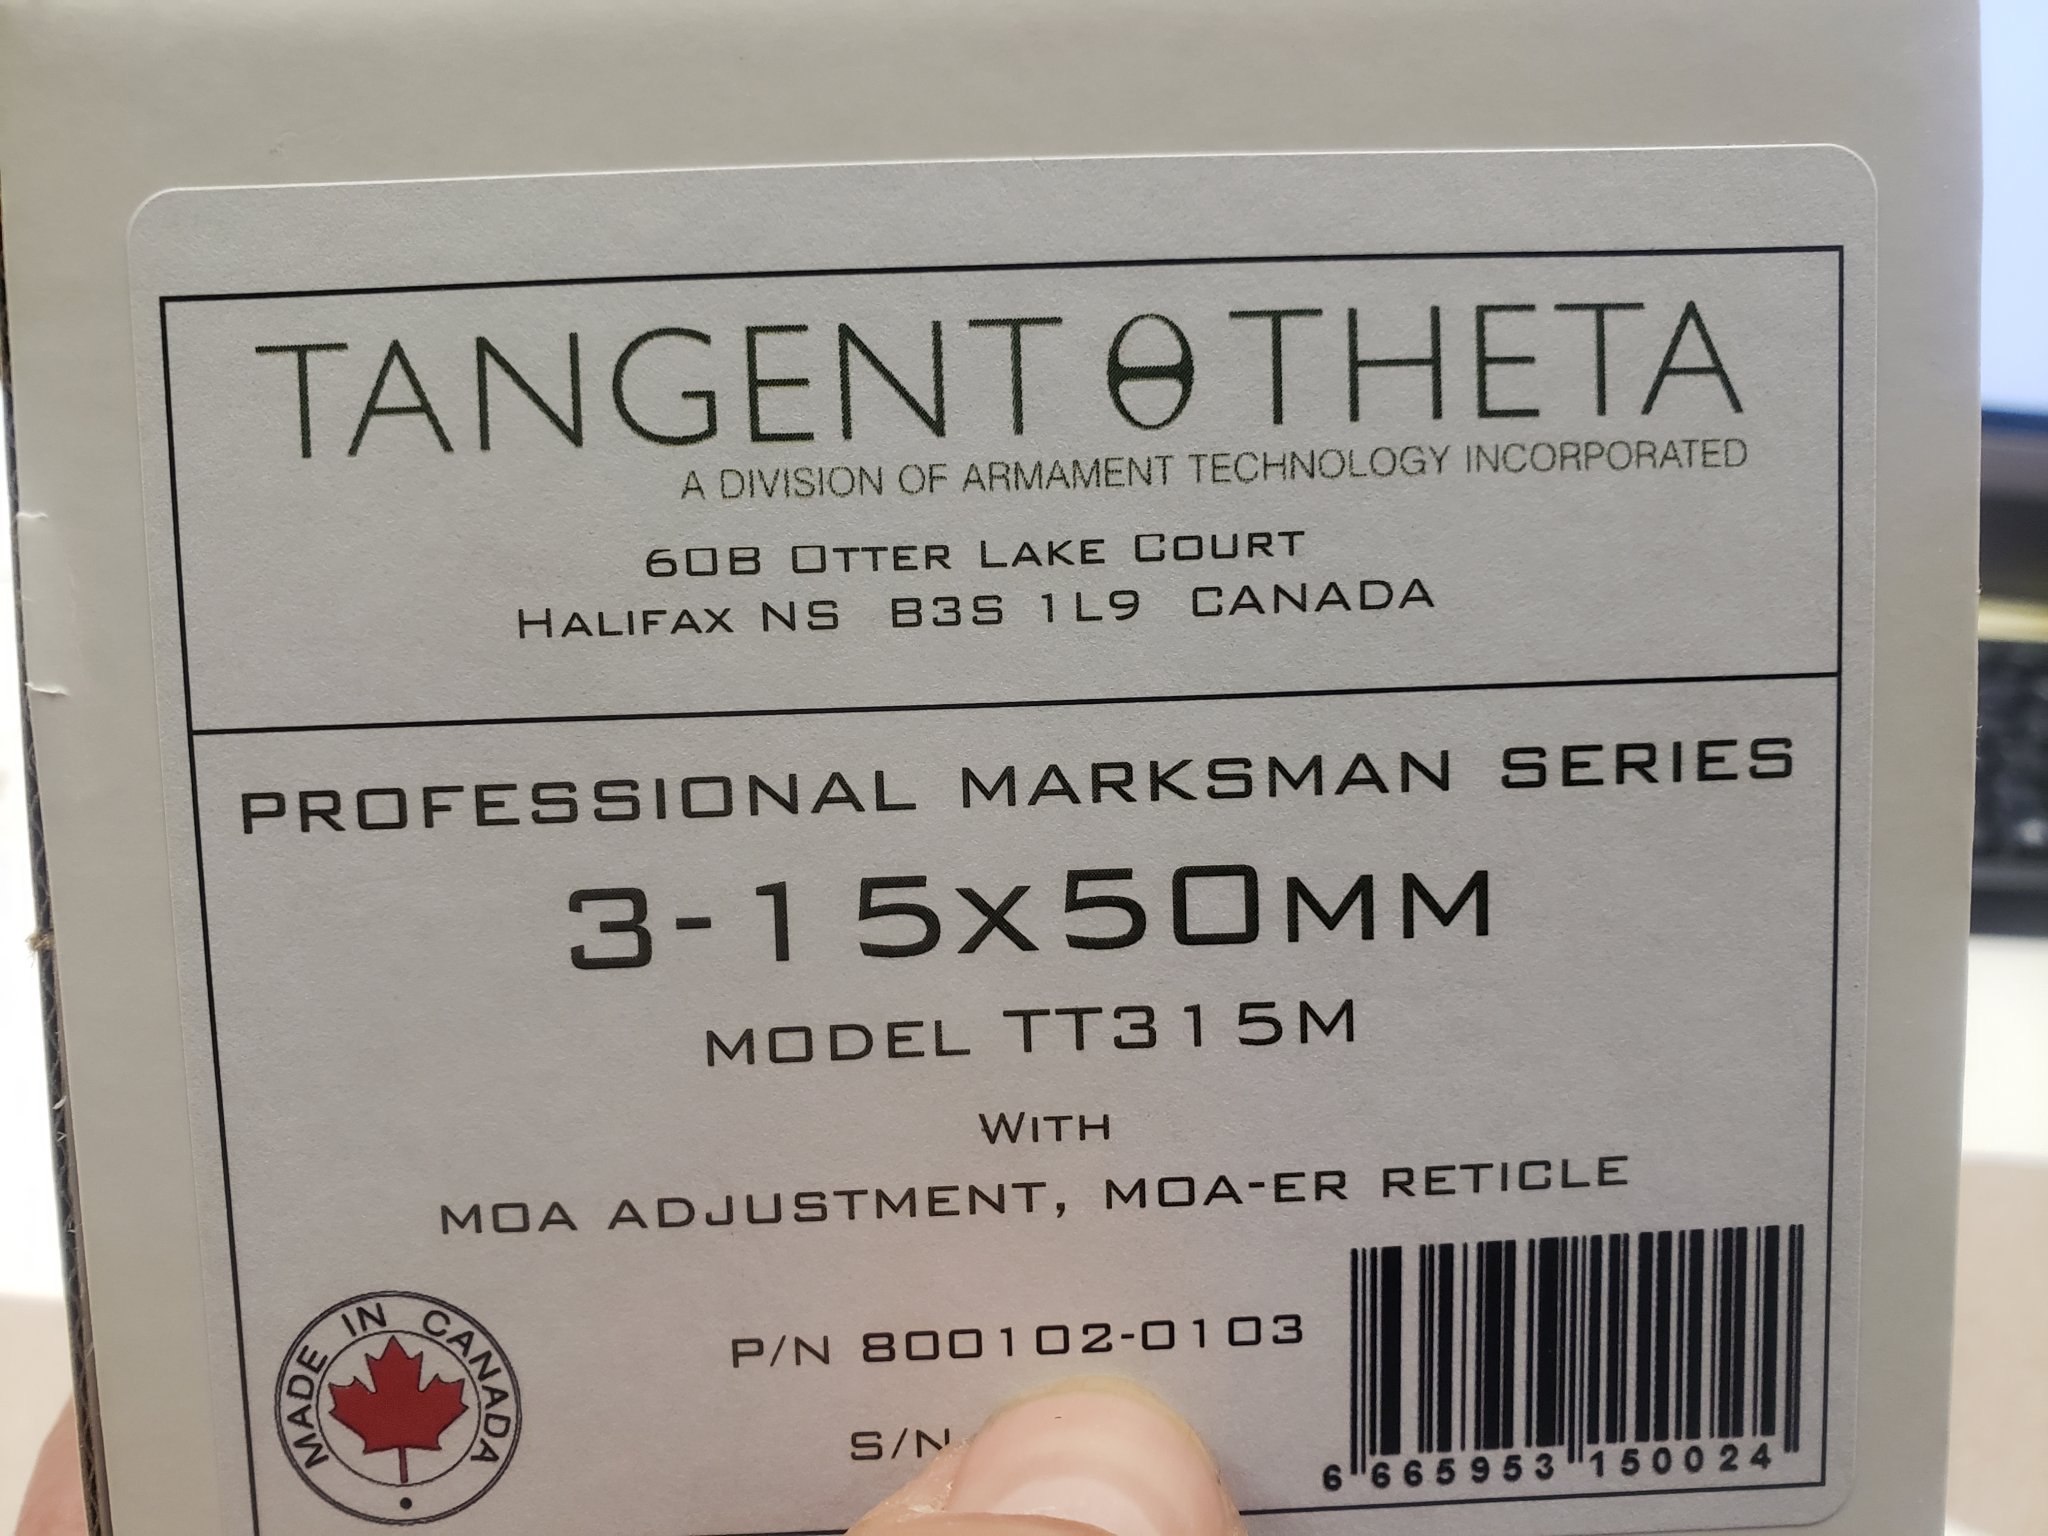 TANGENT θ THETA
A DIVISION OF ARMAMENT TECHNOLOGY INCORPORATED
60B OTTER LAKE COURT
HALIFAX NS B3S 1L9 CANADA
PROFESSIONAL MARKSMAN SERIES
3-15x50MM
MODEL TT315M
WITH
MOA ADJUSTMENT, MOA-ER RETICLE
MADE IN CANADA
P/N 800102-0103
S/N
6 665953 150024